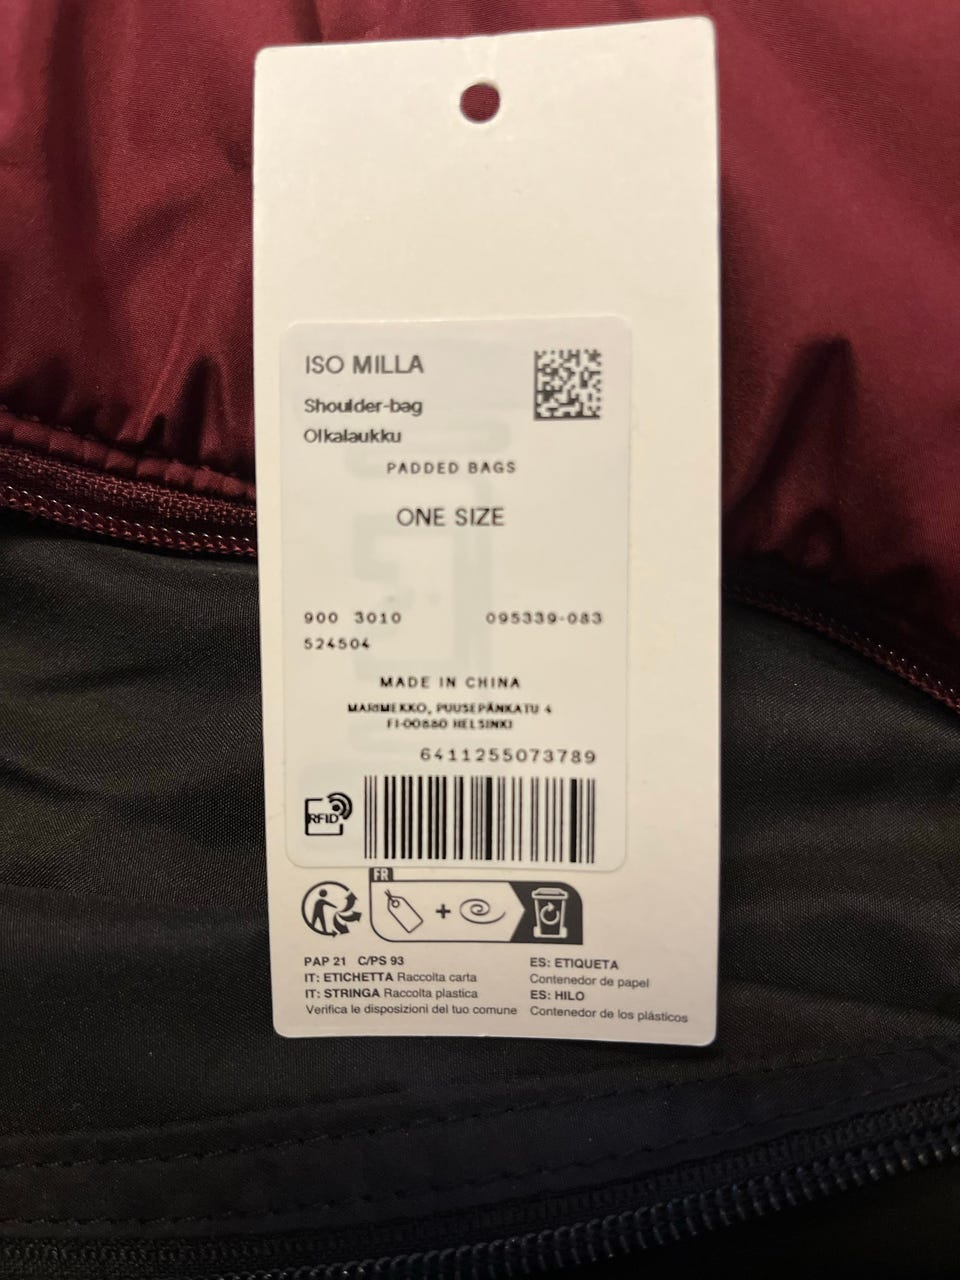 ISO MILLA
Shoulder-bag
Olkalaukku
PADDED BAGS
ONE SIZE
900 3010 095339-083
524504
MADE IN CHINA
MARIMEKKO, PUUSEPÄNKATU 4
FI-00880 HELSINKI
6411255073789
RFID
FR
PAP 21 C/PS 93
IT: ETICHETTA Raccolta carta
IT: STRINGA Raccolta plastica
Verifica le disposizioni del tuo comune
ES: ETIQUETA
Contenedor de papel
ES: HILO
Contenedor de los plásticos